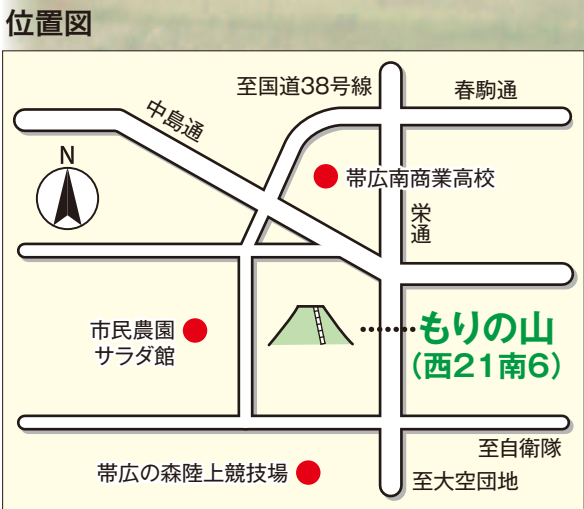 位置図
至国道38号線
春駒通
中島通
N
帯広南商業高校
栄通
市民農園
サラダ館
もりの山
(西21南6)
至自衛隊
帯広の森陸上競技場
至大空団地